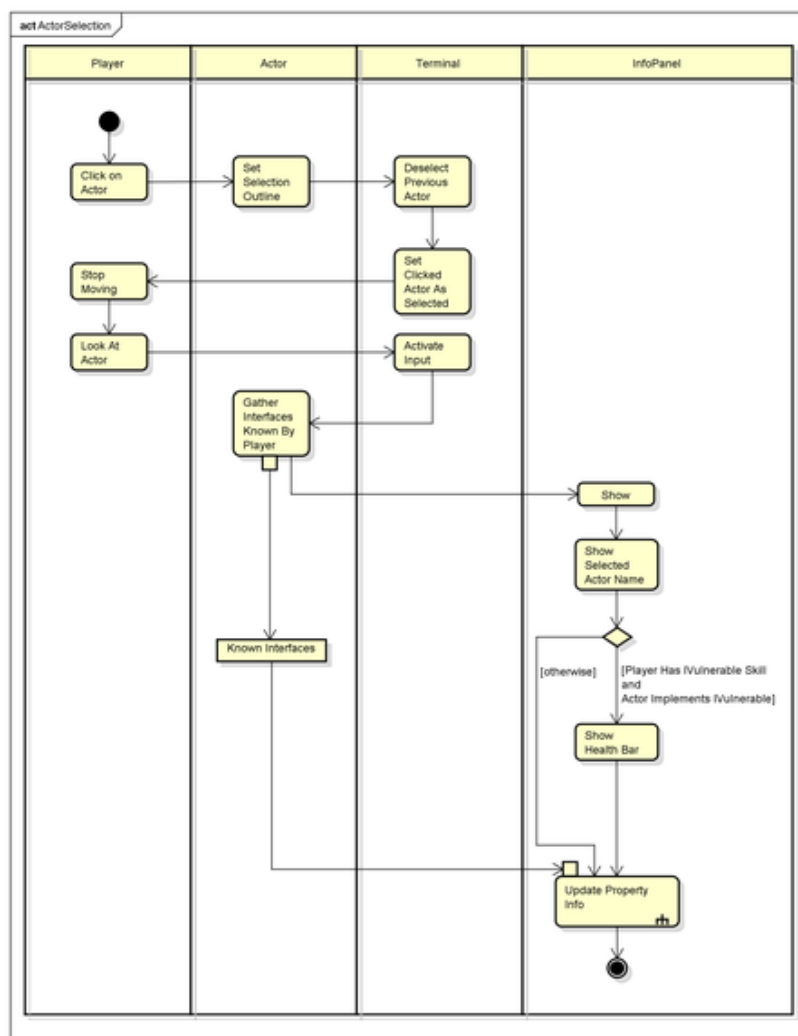 act ActorSelection
Player
Actor
Terminal
InfoPanel
Click on
Actor
Set
Selection
Outline
Deselect
Previous
Actor
Set
Clicked
Actor As
Selected
Stop
Moving
Look At
Actor
Activate
Input
Gather
Interfaces
Known By
Player
Show
Show
Selected
Actor Name
Known Interfaces
[otherwise]
[Player Has IVulnerable Skill
and
Actor Implements IVulnerable]
Show
Health Bar
Update Property
Info